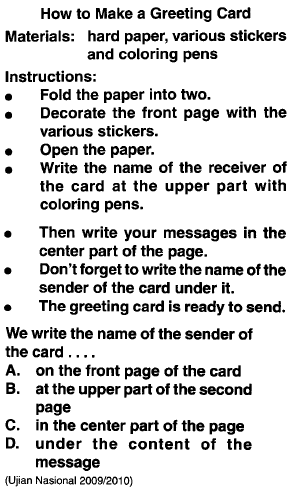 How to Make a Greeting Card
Materials: hard paper, various stickers
and coloring pens
Instructions:
• Fold the paper into two.
• Decorate the front page with the
various stickers.
• Open the paper.
• Write the name of the receiver of
the card at the upper part with
coloring pens.
• Then write your messages in the
center part of the page.
• Don't forget to write the name of the
sender of the card under it.
• The greeting card is ready to send.
We write the name of the sender of
the card . . . .
A. on the front page of the card
B. at the upper part of the second
page
C. in the center part of the page
D. under the content of the
message
(Ujian Nasional 2009/2010)